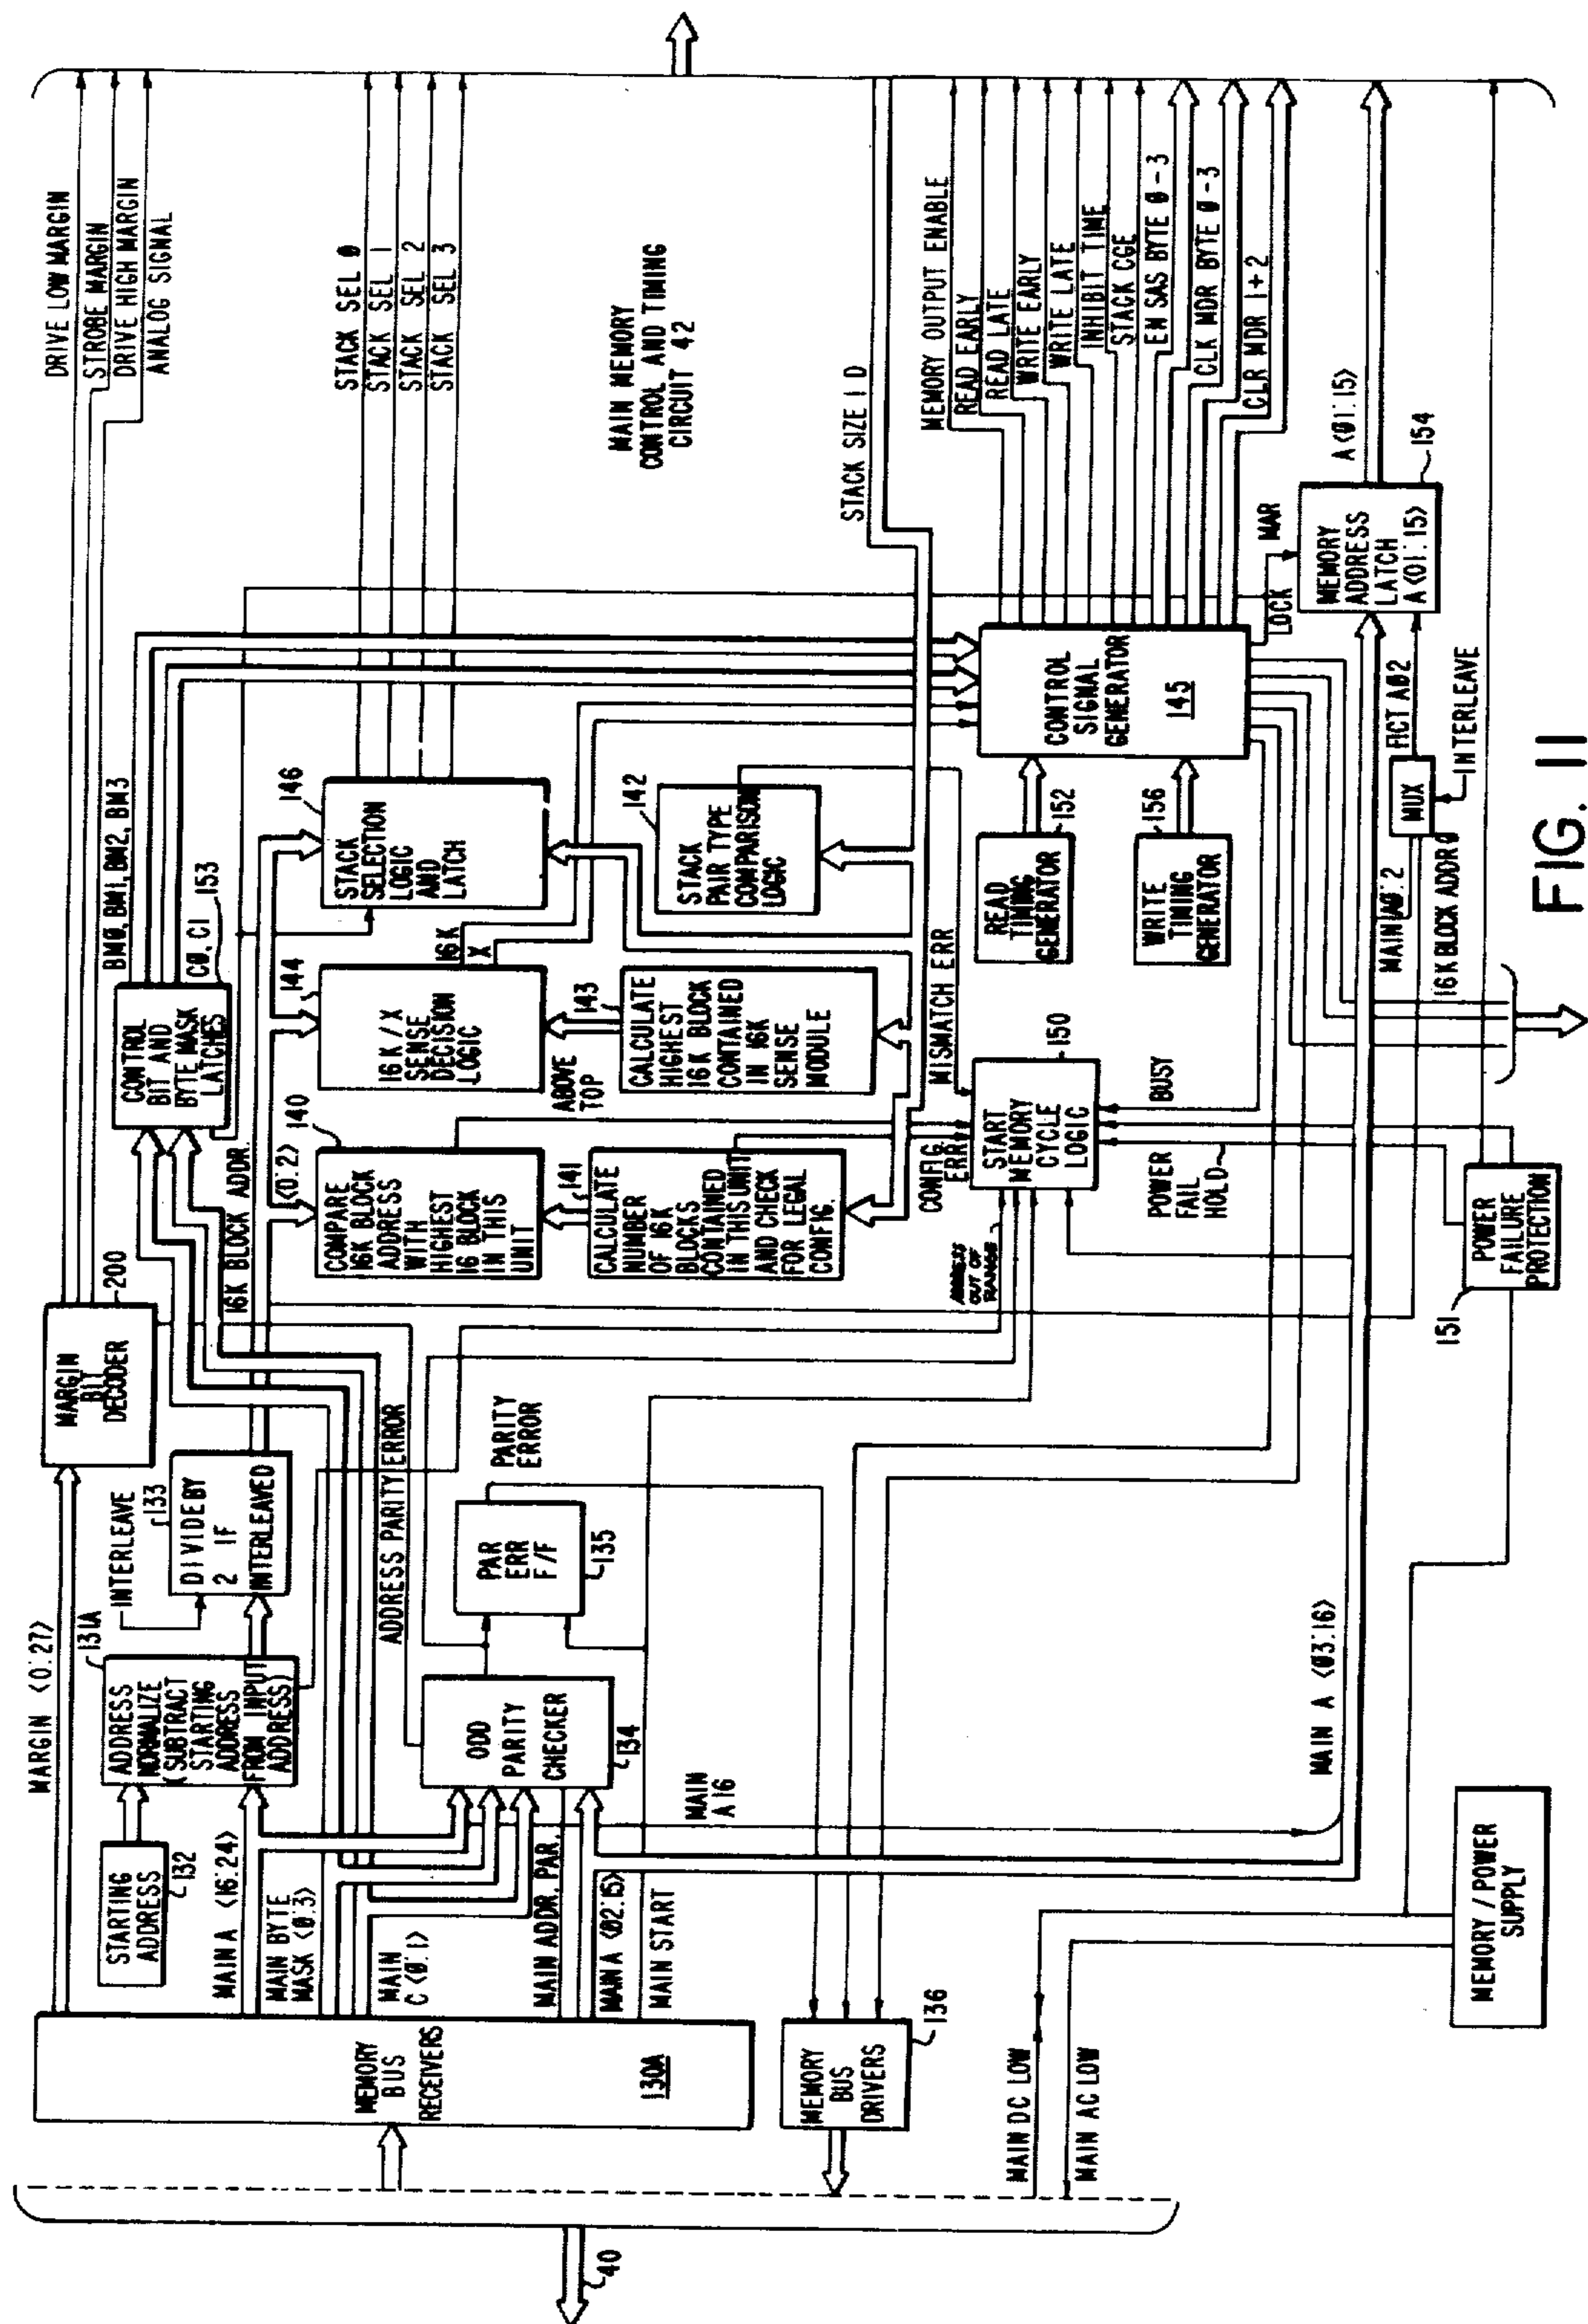 DRIVE LOW MARGIN
STROBE MARGIN
DRIVE HIGH MARGIN
ANALOG SIGNAL
STACK SEL 0
STACK SEL 1
STACK SEL 2
STACK SEL 3
MAIN MEMORY
CONTROL AND TIMING
CIRCUIT 42
STACK SIZE I D
MEMORY OUTPUT ENABLE
READ EARLY
READ LATE
WRITE EARLY
WRITE LATE
INHIBIT TIME
STACK CGE
EN SAS BYTE 0-3
CLK MDR BYTE 0-3
CLR MDR 1+2
A<01:15>
154
MEMORY
ADDRESS
LATCH
A<01:15>
LOCK MAR
MARGIN <0:27>
MARGIN
BIT
DECODER
200
BM0, BM1, BM2, BM3
CONTROL
BIT AND
BYTE MASK
LATCHES
C0, C1
153
STACK
SELECTION
LOGIC
AND
LATCH
146
STACK
PAIR TYPE
COMPARISON
LOGIC
142
16K / X
SENSE
DECISION
LOGIC
144
16K
X
143
CALCULATE
HIGHEST
16K BLOCK
CONTAINED
IN 16K
SENSE
MODULE
COMPARE
16K BLOCK
ADDRESS
WITH
HIGHEST
16 BLOCK
IN THIS
UNIT
140
ABOVE
TOP
141
CALCULATE
NUMBER
OF 16K
BLOCKS
CONTAINED
IN THIS UNIT
AND CHECK
FOR LEGAL
CONFIG.
16K BLOCK ADDR
<0:2>
CONTROL
SIGNAL
GENERATOR
145
READ
TIMING
GENERATOR
152
WRITE
TIMING
GENERATOR
156
MISMATCH ERR
CONFIG.
ERR
ADDRESS
OUT OF
RANGE
START
MEMORY
CYCLE
LOGIC
150
BUSY
POWER
FAIL
HOLD
POWER
FAILURE
PROTECTION
151
MAIN A0:2
16K BLOCK ADDR 0
MUX
FICT A02
INTERLEAVE
STARTING
ADDRESS
132
ADDRESS
NORMALIZE
(SUBTRACT
STARTING
ADDRESS
FROM INPUT
ADDRESS)
131A
INTERLEAVE
133
DIVIDE BY
2 IF
INTERLEAVED
MAIN A <16:24>
MAIN BYTE
MASK <0:3>
MAIN
C <0:1>
MAIN ADDR. PAR.
MAIN A <02:15>
MAIN START
ADDRESS PARITY ERROR
ODD
PARITY
CHECKER
134
PAR
ERR
F/F
135
PARITY
ERROR
MAIN
A16
MAIN A <03:16>
MEMORY
BUS
RECEIVERS
130A
MEMORY
BUS
DRIVERS
136
MAIN DC LOW
MAIN AC LOW
MEMORY / POWER
SUPPLY
40
FIG. 11